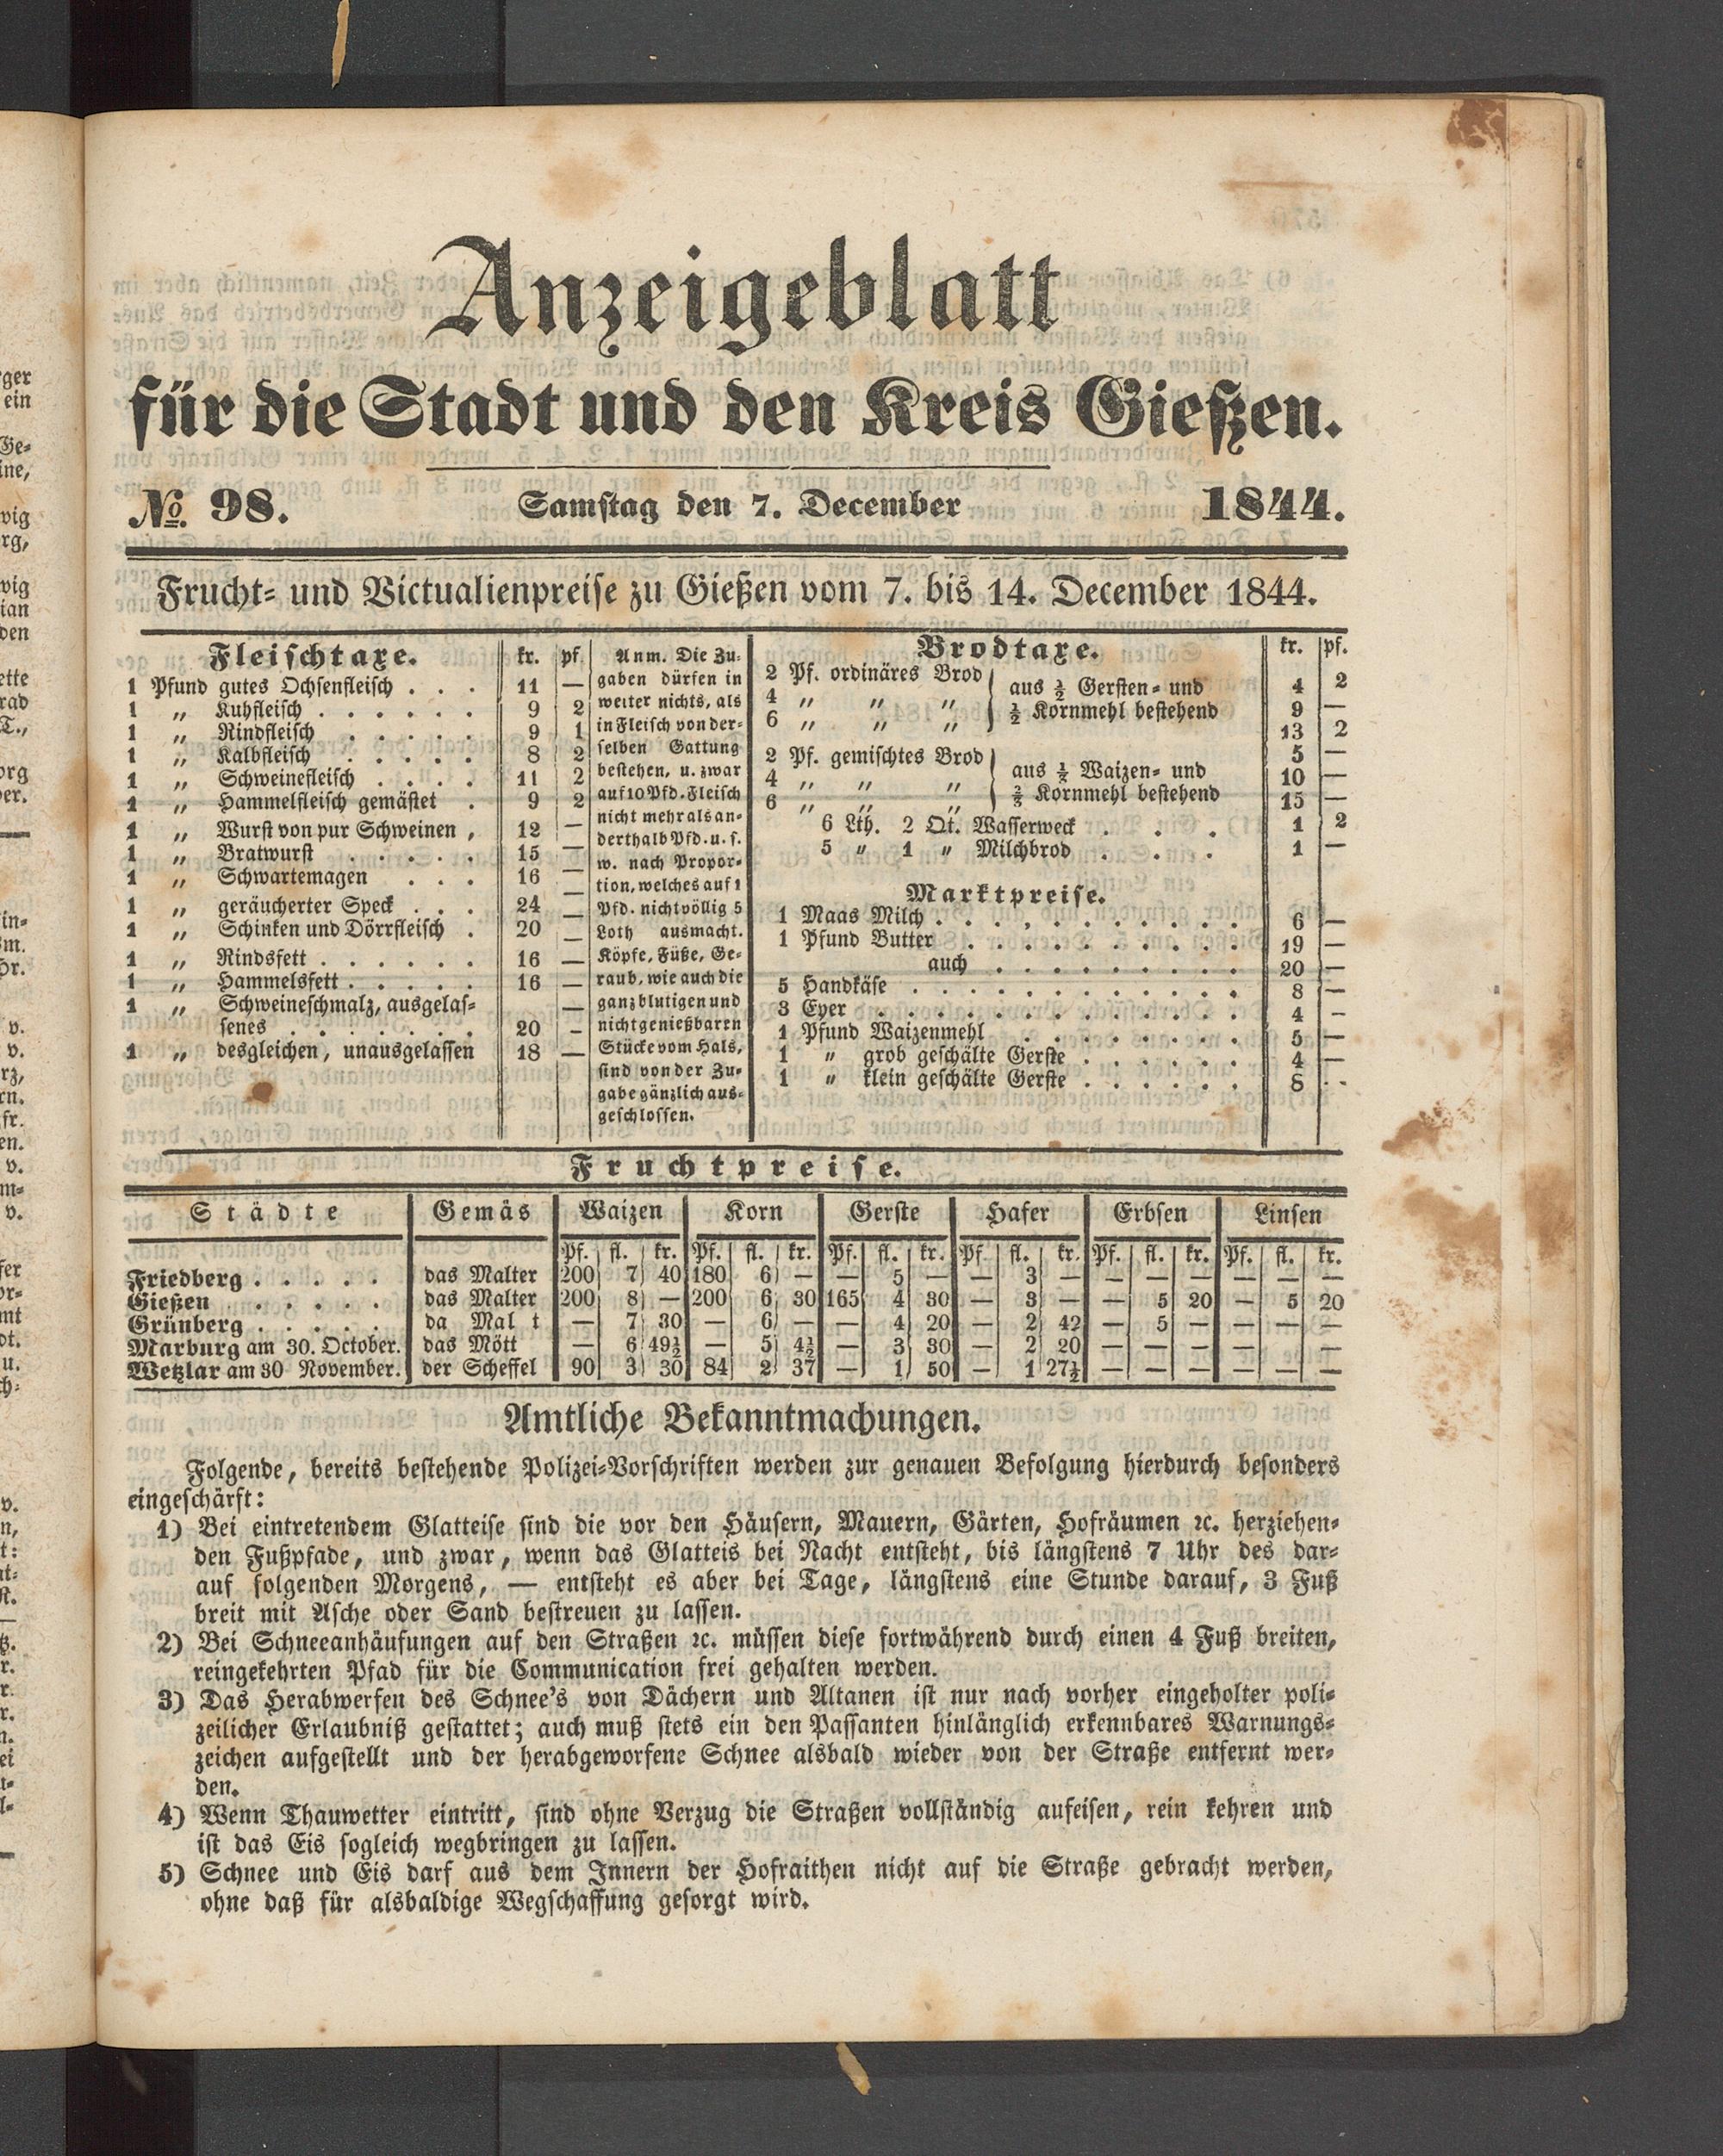 Anzeigeblatt
für die Stadt und den Kreis Gießen.
No. 98. Samstag den 7. December 1844.
Frucht- und Victualienpreise zu Gießen vom 7. bis 14. December 1844.
Fleischtaxe. kr. pf
1 Pfund gutes Ochsenfleisch . . . 11 —
1 „ Kuhfleisch . . . . . . 9 2
1 „ Rindfleisch . . . . . 9 1
1 „ Kalbfleisch . . . . . 8 2
1 „ Schweinefleisch . . . . 11 2
1 „ Hammelfleisch gemästet . 9 2
1 „ Wurst von pur Schweinen , 12 —
1 „ Bratwurst . . . . . 15 —
1 „ Schwartemagen . . . 16 —
1 „ geräucherter Speck . . . 24 —
1 „ Schinken und Dörrfleisch . 20 —
1 „ Rindsfett . . . . . . 16 —
1 „ Hammelsfett . . . . . 16 —
1 „ Schweineschmalz, ausgelas- —
senes . . . . . . . 20 -
1 „ desgleichen, unausgelassen 18 —
Anm. Die Zu-
gaben dürfen in
weiter nichts, als
in Fleisch von der-
selben Gattung
bestehen, u. zwar
auf 10 Pfd. Fleisch
nicht mehr als an-
derthalb Pfd. u. s.
w. nach Propor-
tion, welches auf 1
Pfd. nicht völlig 5
Loth ausmacht.
Köpfe, Füße, Ge-
raub, wie auch die
ganz blutigen und
nicht genießbaren
Stücke vom Hals,
sind von der Zu-
gabe gänzlich aus-
geschlossen.
Brodtaxe. kr. pf.
2 Pf. ordinäres Brod aus ½ Gersten- und 4 2
4 „ „ „ ½ Kornmehl bestehend 9 —
6 „ „ „ 13 2
2 Pf. gemischtes Brod aus Waizen- und 5 —
4 „ „ „ Kornmehl bestehend 10 —
6 „ „ „ 15 —
6 Lth. 2 Qt. Wasserweck . . . 1 2
5 „ 1 „ Milchbrod . . . 1 —
Marktpreise.
1 Maas Milch . . . . . . . . . . . 6 —
1 Pfund Butter . . . . . . . . . . 19 —
auch . . . . . . . . . 20 —
5 Handkäse . . . . . . . . . . . . 8 —
3 Eyer . . . . . . . . . . . . . 4 -
1 Pfund Waizenmehl . . . . . . . . 5 —
1 „ grob geschälte Gerste . . . . . . 4 —
1 „ klein geschälte Gerste . . . . . . 8 . .
Fruchtpreise.
Städte Gemäs Waizen Korn Gerste Hafer Erbsen Linsen
Pf. fl. kr. Pf. fl. kr. Pf. fl. kr. Pf. fl. kr. Pf. fl. kr. Pf. fl. kr.
Friedberg . . . . . das Malter 200 7 40 180 6 — — 5 — — 3 — — — — — — —
Gießen . . . . . . das Malter 200 8 — 200 6 30 165 4 30 — 3 — — 5 20 — 5 20
Grünberg . . . . . da Mal t — 7 30 — 6 — — 4 20 — 2 42 — 5 — — — —
Marburg am 30. October. das Mött — 6 49½ — 5 4½ — 3 30 — 2 20 — — — — — —
Wetzlar am 30 November. der Scheffel 90 3 30 84 2 37 — 1 50 — 1 27½ — — — — — —
Amtliche Bekanntmachungen.
Folgende, bereits bestehende Polizei-Vorschriften werden zur genauen Befolgung hierdurch besonders
eingeschärft:
1) Bei eintretendem Glatteise sind die vor den Häusern, Mauern, Gärten, Hofräumen ꝛc. herziehen-
den Fußpfade, und zwar, wenn das Glatteis bei Nacht entsteht, bis längstens 7 Uhr des dar-
auf folgenden Morgens, — entsteht es aber bei Tage, längstens eine Stunde darauf, 3 Fuß
breit mit Asche oder Sand bestreuen zu lassen.
2) Bei Schneeanhäufungen auf den Straßen ꝛc. müssen diese fortwährend durch einen 4 Fuß breiten,
reingekehrten Pfad für die Communication frei gehalten werden.
3) Das Herabwerfen des Schnee's von Dächern und Altanen ist nur nach vorher eingeholter poli-
zeilicher Erlaubniß gestattet; auch muß stets ein den Passanten hinlänglich erkennbares Warnungs-
zeichen aufgestellt und der herabgeworfene Schnee alsbald wieder von der Straße entfernt wer-
den.
4) Wenn Thauwetter eintritt, sind ohne Verzug die Straßen vollständig aufeisen, rein kehren und
ist das Eis sogleich wegbringen zu lassen.
5) Schnee und Eis darf aus dem Innern der Hofraithen nicht auf die Straße gebracht werden,
ohne daß für alsbaldige Wegschaffung gesorgt wird.